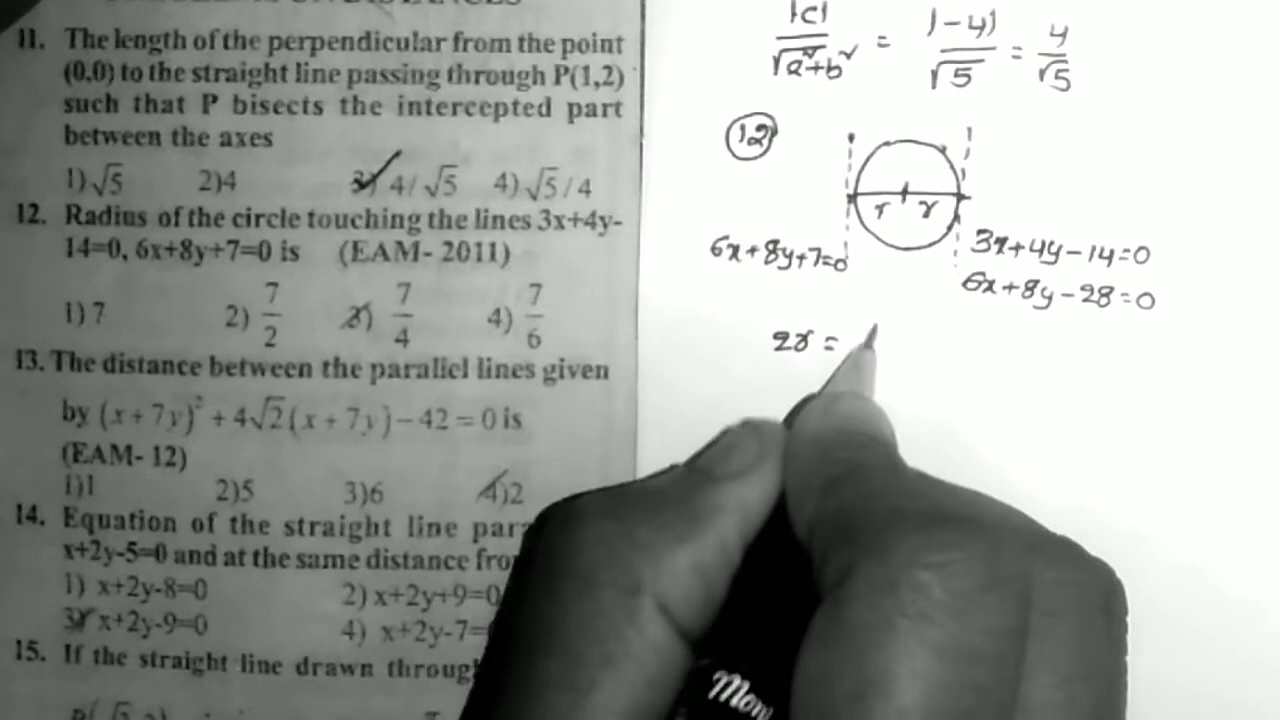 11. The length of the perpendicular from the point
(0,0) to the straight line passing through P(1,2)
such that P bisects the intercepted part
between the axes
1)√5 2)4 3) 4/√5 4) √5/4
12. Radius of the circle touching the lines 3x+4y-
14=0, 6x+8y+7=0 is (EAM- 2011)
1) 7 2) 7/2 3) 7/4 4) 7/6
13. The distance between the parallel lines given
by (x+7y)² + 4√2(x+7y) - 42 = 0 is
(EAM- 12)
1)1 2)5 3)6 4)2
14. Equation of the straight line
x+2y-5=0 and at the same distance
1) x+2y-8=0 2) x+2y+9=0
3) x+2y-9=0 4) x+2y-7=
15. If the straight line drawn
|c|/√a²+b² = |-4|/√5 = 4/√5
12
r r
6x+8y+7=0
3x+4y-14=0
6x+8y-28=0
2r =